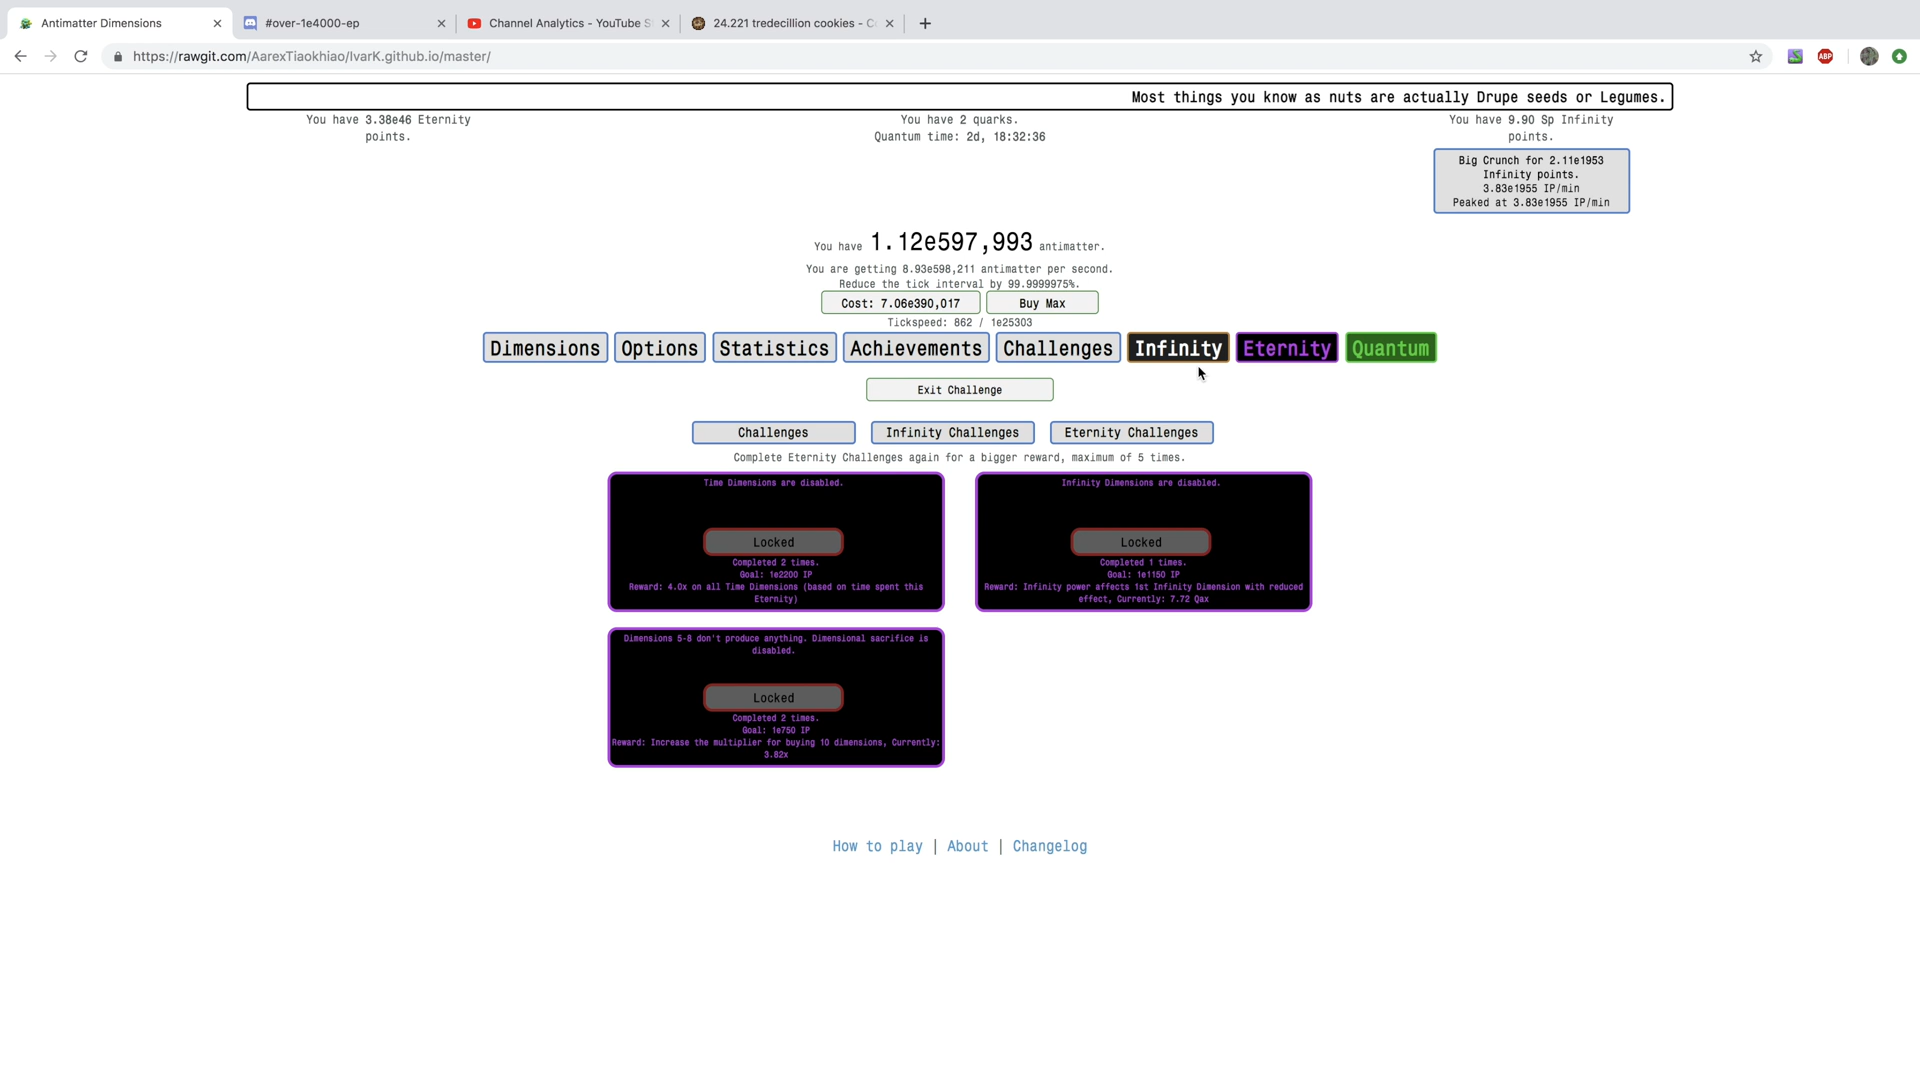 Antimatter Dimensions
#over-1e4000-ep
Channel Analytics - YouTube S
24.221 tredecillion cookies - C
https://rawgit.com/AarexTiaokhiao/IvarK.github.io/master/
ABP
Most things you know as nuts are actually Drupe seeds or Legumes.
You have 3.38e46 Eternity
points.
You have 2 quarks.
Quantum time: 2d, 18:32:36
You have 9.90 Sp Infinity
points.
Big Crunch for 2.11e1953
Infinity points.
3.83e1955 IP/min
Peaked at 3.83e1955 IP/min
You have 1.12e597,993 antimatter.
You are getting 8.93e598,211 antimatter per second.
Reduce the tick interval by 99.9999975%.
Cost: 7.06e390,017
Buy Max
Tickspeed: 862 / 1e25303
Dimensions
Options
Statistics
Achievements
Challenges
Infinity
Eternity
Quantum
Exit Challenge
Challenges
Infinity Challenges
Eternity Challenges
Complete Eternity Challenges again for a bigger reward, maximum of 5 times.
Time Dimensions are disabled.
Locked
Completed 2 times.
Goal: 1e2200 IP
Reward: 4.0x on all Time Dimensions (based on time spent this
Eternity)
Infinity Dimensions are disabled.
Locked
Completed 1 times.
Goal: 1e1150 IP
Reward: Infinity power affects 1st Infinity Dimension with reduced
effect, Currently: 7.72 Qax
Dimensions 5-8 don't produce anything. Dimensional sacrifice is
disabled.
Locked
Completed 2 times.
Goal: 1e750 IP
Reward: Increase the multiplier for buying 10 dimensions, Currently:
3.82x
How to play | About | Changelog